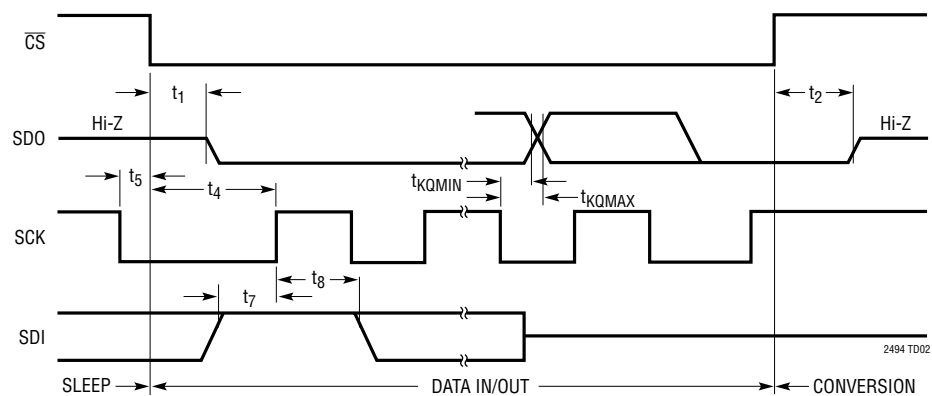 CS
t1
t2
Hi-Z
Hi-Z
SDO
t5
t4
tKQMIN
tKQMAX
SCK
t8
t7
SDI
2494 TD02
SLEEP
DATA IN/OUT
CONVERSION